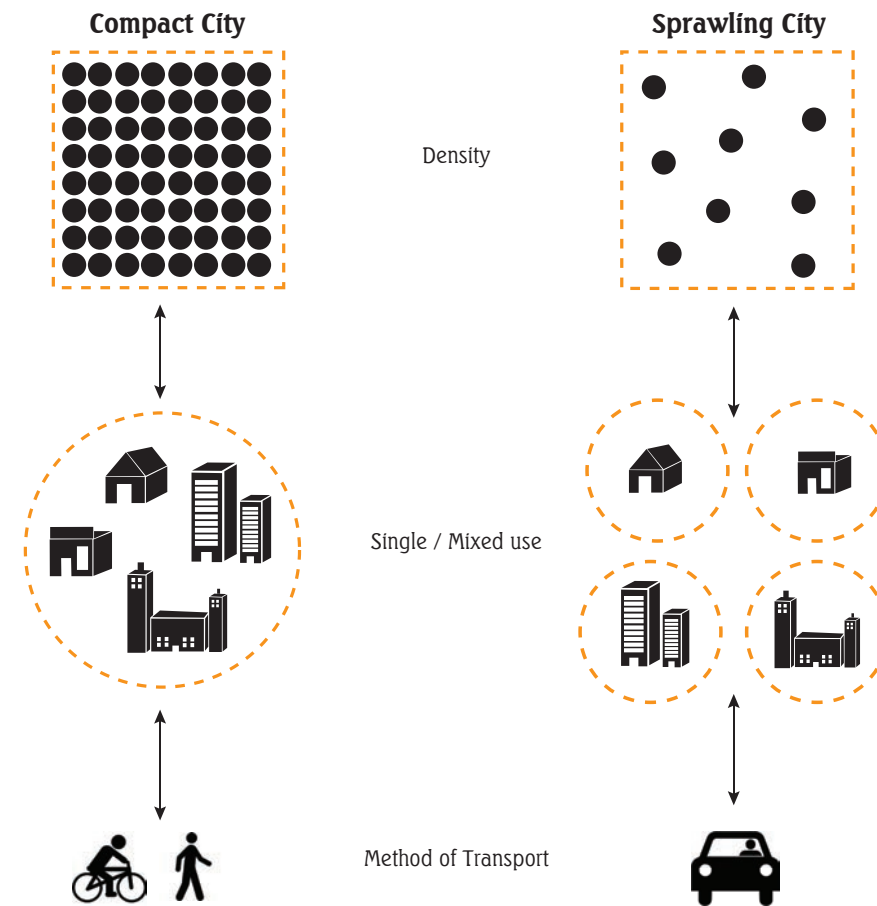 Compact City
Sprawling City
Density
Single / Mixed use
Method of Transport